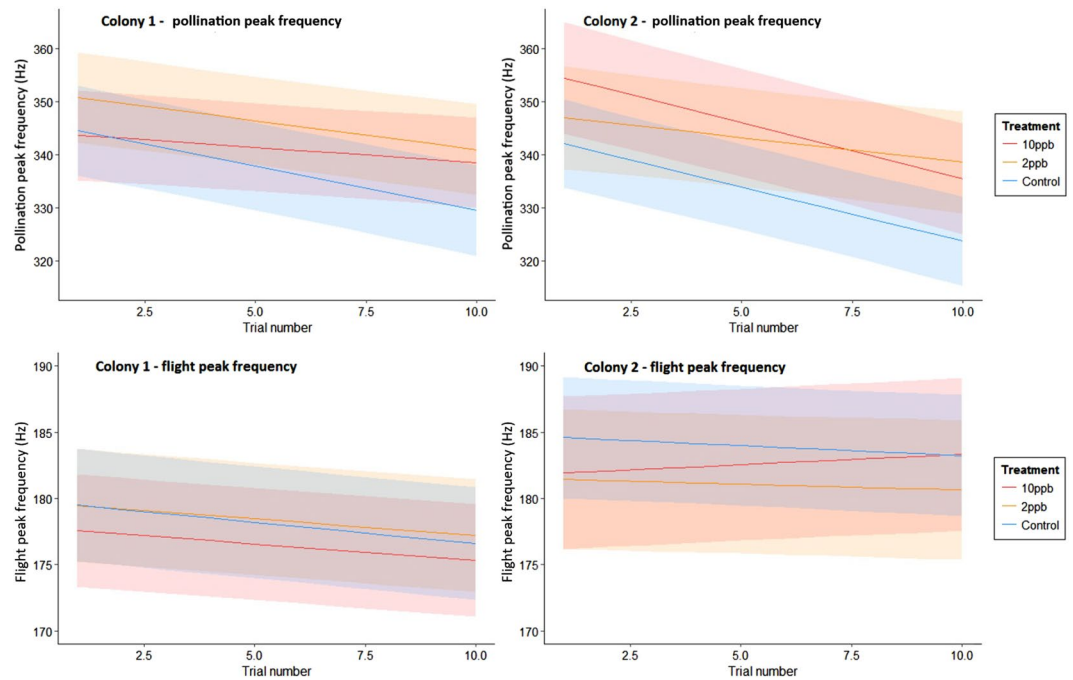 Colony 1 - pollination peak frequency
Colony 2 - pollination peak frequency
360
350
340
330
320
Pollination peak frequency (Hz)
2.5 5.0 7.5 10.0
Trial number
360
350
340
330
320
Pollination peak frequency (Hz)
2.5 5.0 7.5 10.0
Trial number
Treatment
10ppb
2ppb
Control
Colony 1 - flight peak frequency
Colony 2 - flight peak frequency
190
185
180
175
170
Flight peak frequency (Hz)
2.5 5.0 7.5 10.0
Trial number
190
185
180
175
170
Flight peak frequency (Hz)
2.5 5.0 7.5 10.0
Trial number
Treatment
10ppb
2ppb
Control